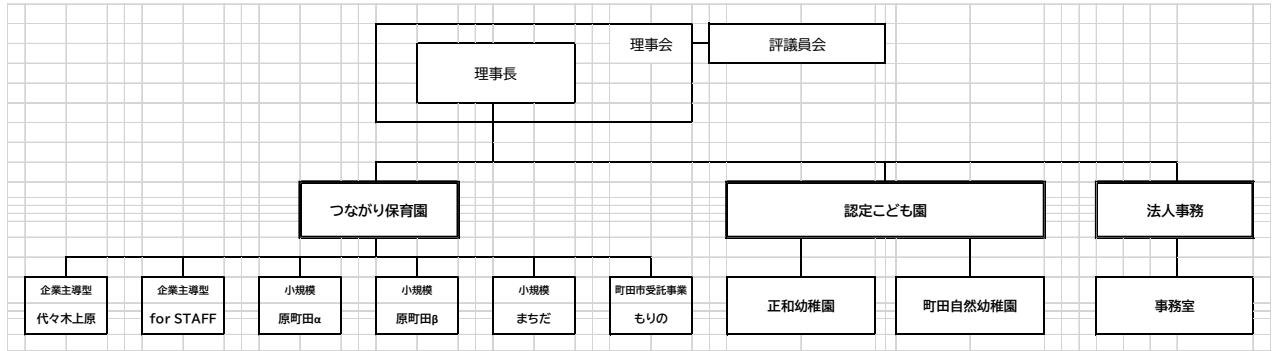 理事会
評議員会
理事長
つながり保育園
認定こども園
法人事務
企業主導型
代々木上原
企業主導型
for STAFF
小規模
原町田α
小規模
原町田β
小規模
まちだ
町田市受託事業
もりの
正和幼稚園
町田自然幼稚園
事務室